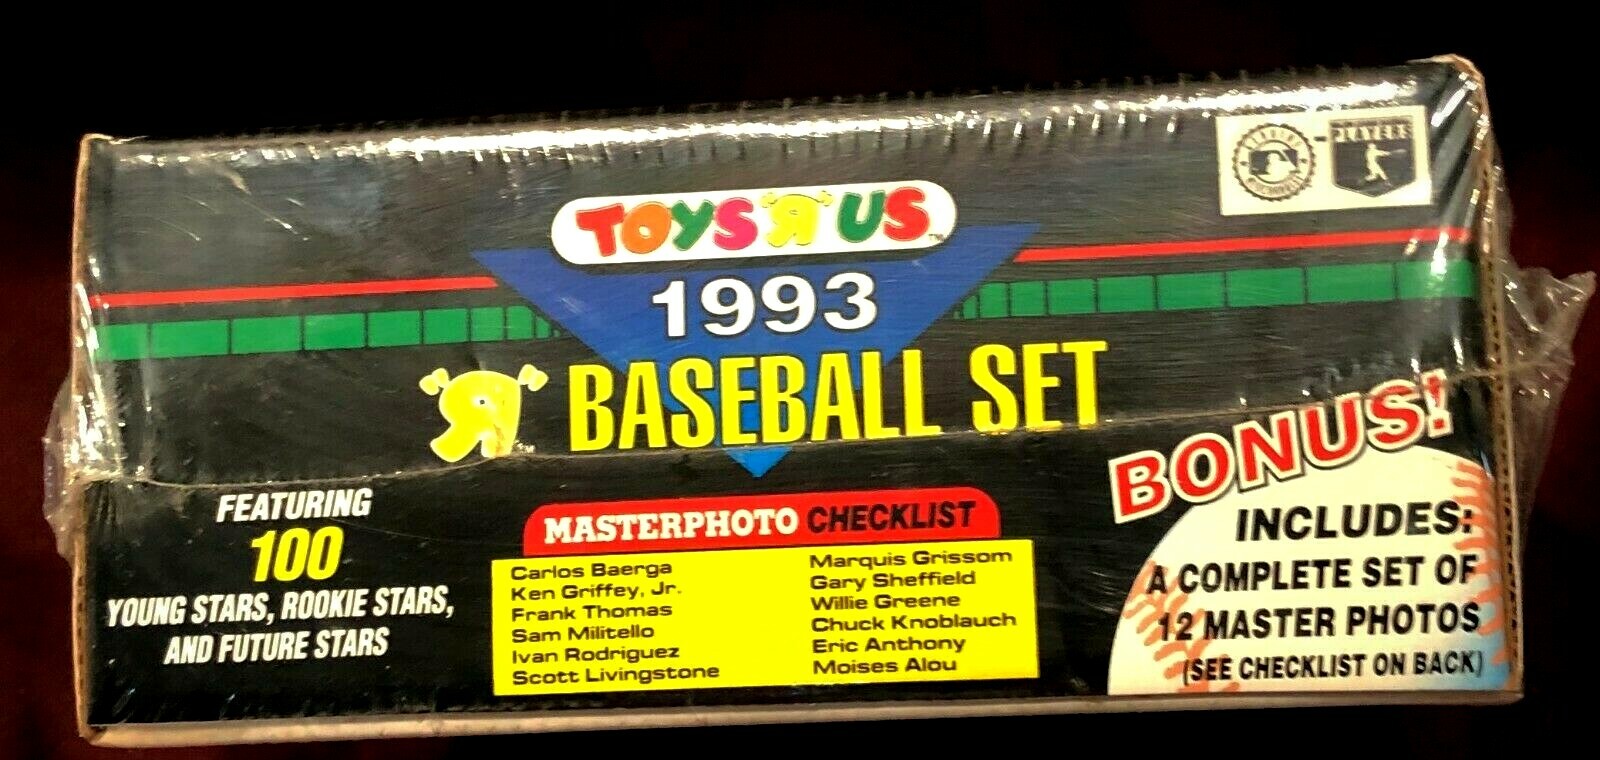 PLAYERS
TOYS "R" US
TM
1993
R
TM
BASEBALL SET
FEATURING
100
YOUNG STARS, ROOKIE STARS,
AND FUTURE STARS
MASTERPHOTO CHECKLIST
Carlos Baerga
Ken Griffey, Jr.
Frank Thomas
Sam Militello
Ivan Rodriguez
Scott Livingstone
Marquis Grissom
Gary Sheffield
Willie Greene
Chuck Knoblauch
Eric Anthony
Moises Alou
BONUS!
INCLUDES:
A COMPLETE SET OF
12 MASTER PHOTOS
(SEE CHECKLIST ON BACK)